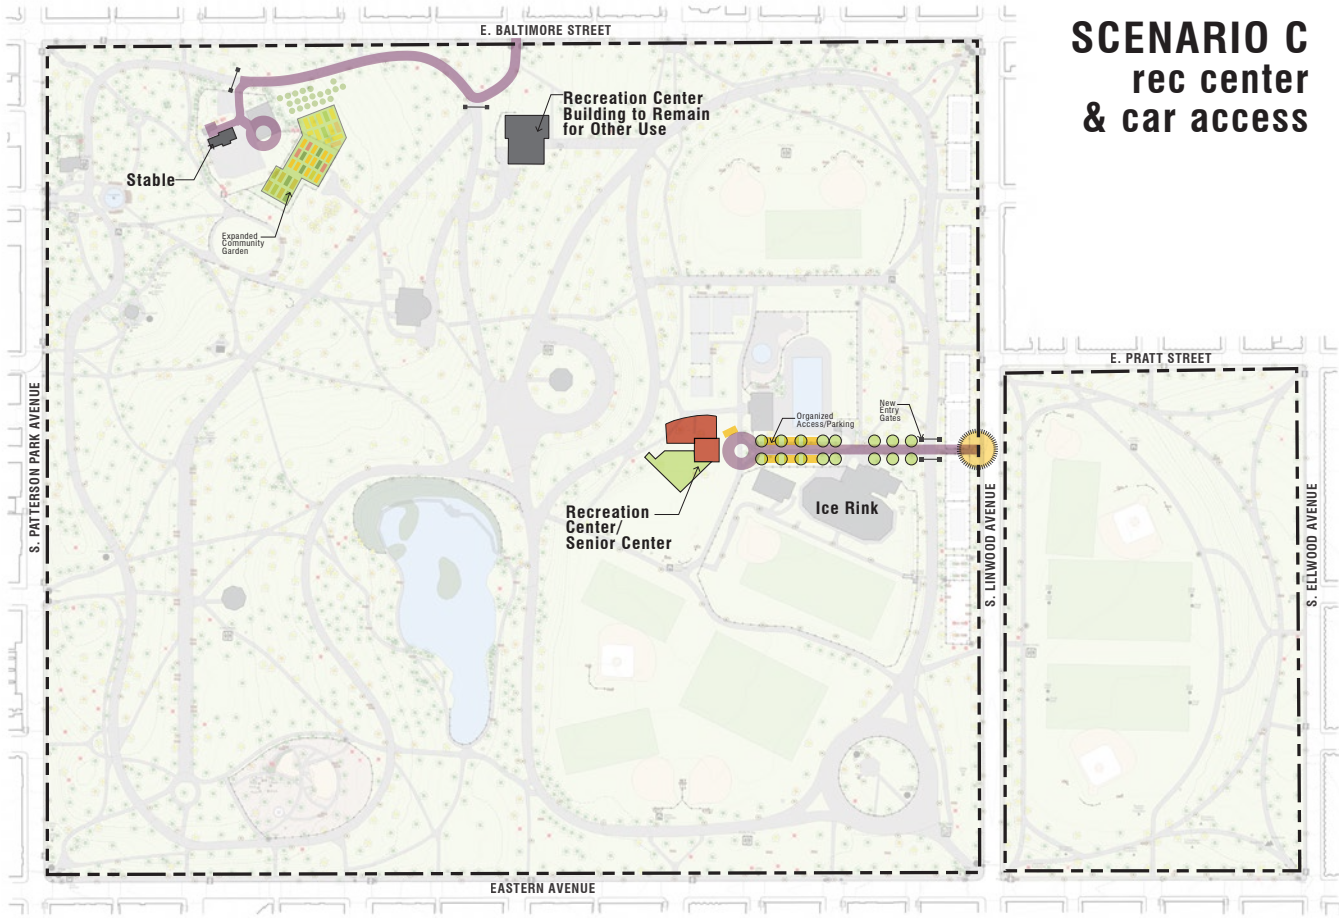 SCENARIO C
rec center
& car access
E. BALTIMORE STREET
Recreation Center
Building to Remain
for Other Use
Stable
Expanded
Community
Garden
E. PRATT STREET
S. PATTERSON PARK AVENUE
New
Entry
Gates
Organized
Access/Parking
Ice Rink
Recreation
Center/
Senior Center
S. LINWOOD AVENUE
S. ELLWOOD AVENUE
EASTERN AVENUE